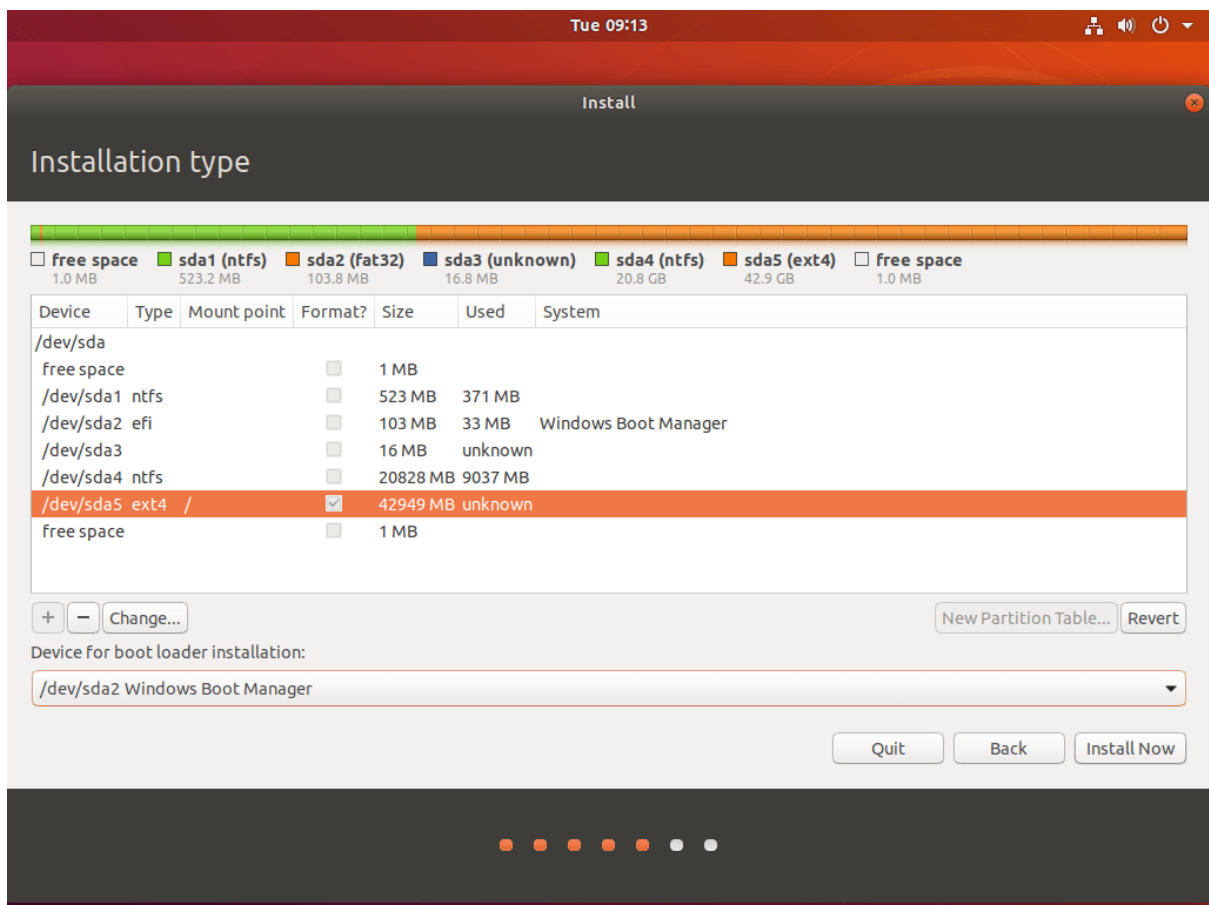 Tue 09:13
Install
Installation type
free space sda1 (ntfs) sda2 (fat32) sda3 (unknown) sda4 (ntfs) sda5 (ext4) free space
1.0 MB 523.2 MB 103.8 MB 16.8 MB 20.8 GB 42.9 GB 1.0 MB
Device Type Mount point Format? Size Used System
/dev/sda
free space 1 MB
/dev/sda1 ntfs 523 MB 371 MB
/dev/sda2 efi 103 MB 33 MB Windows Boot Manager
/dev/sda3 16 MB unknown
/dev/sda4 ntfs 20828 MB 9037 MB
/dev/sda5 ext4 / 42949 MB unknown
free space 1 MB
+ − Change... New Partition Table... Revert
Device for boot loader installation:
/dev/sda2 Windows Boot Manager
Quit Back Install Now